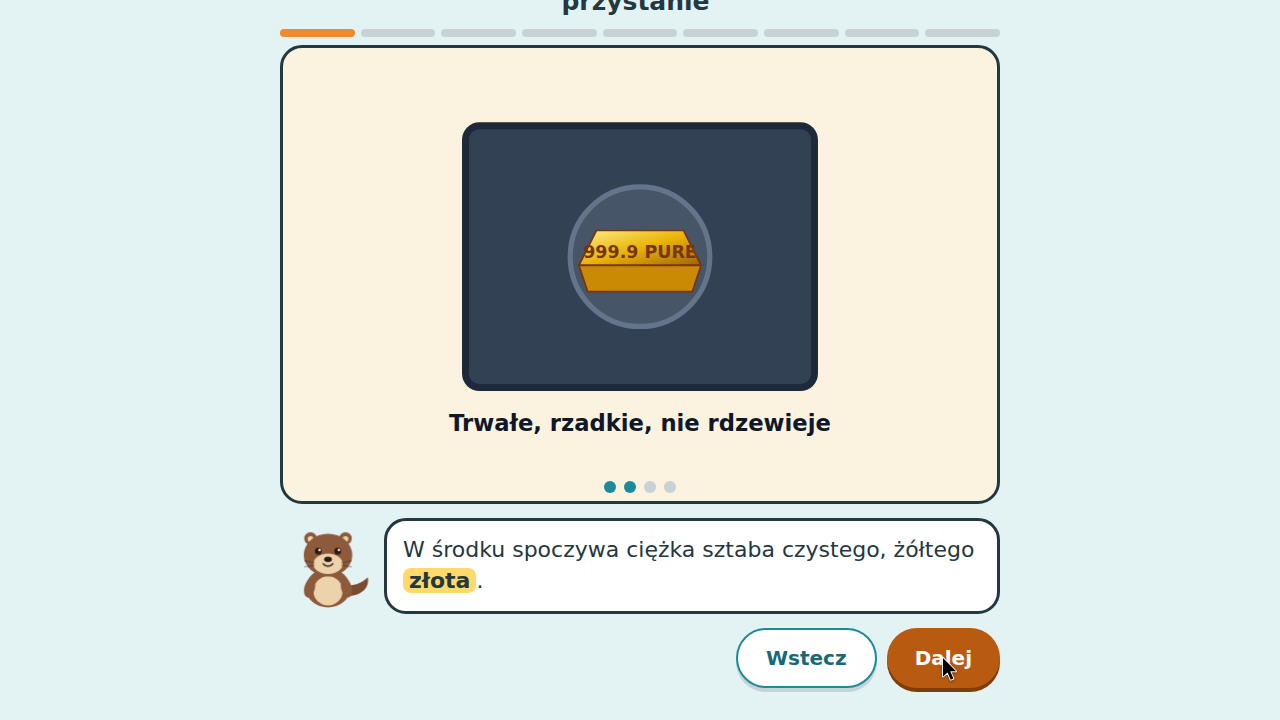 przystanie
999.9 PURE
Trwałe, rzadkie, nie rdzewieje
W środku spoczywa ciężka sztaba czystego, żółtego
złota.
Wstecz
Dalej